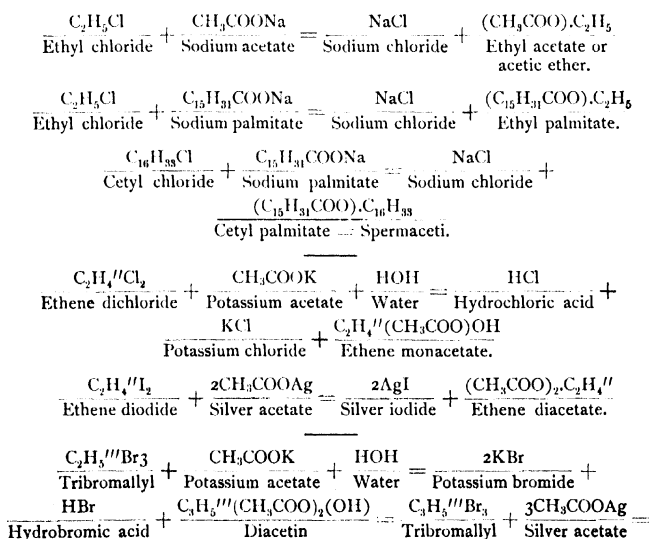 C₂H₅Cl + CH₃COONa = NaCl + (CH₃COO).C₂H₅
Ethyl chloride Sodium acetate Sodium chloride Ethyl acetate or
acetic ether.
C₂H₅Cl + C₁₅H₃₁COONa = NaCl + (C₁₅H₃₁COO).C₂H₅
Ethyl chloride Sodium palmitate Sodium chloride Ethyl palmitate.
C₁₆H₃₃Cl + C₁₅H₃₁COONa = NaCl +
Cetyl chloride Sodium palmitate Sodium chloride
(C₁₅H₃₁COO).C₁₆H₃₃
Cetyl palmitate = Spermaceti.
C₂H₄″Cl₂ + CH₃COOK + HOH = HCl +
Ethene dichloride Potassium acetate Water Hydrochloric acid
KCl + C₂H₄″(CH₃COO)OH
Potassium chloride Ethene monacetate.
C₂H₄″I₂ + 2CH₃COOAg = 2AgI + (CH₃COO)₂.C₂H₄″
Ethene diodide Silver acetate Silver iodide Ethene diacetate.
C₂H₅‴Br3 + CH₃COOK + HOH = 2KBr +
Tribromallyl Potassium acetate Water Potassium bromide
HBr + C₃H₅‴(CH₃COO)₂(OH) = C₃H₅‴Br₃ + 3CH₃COOAg =
Hydrobromic acid Diacetin Tribromallyl Silver acetate